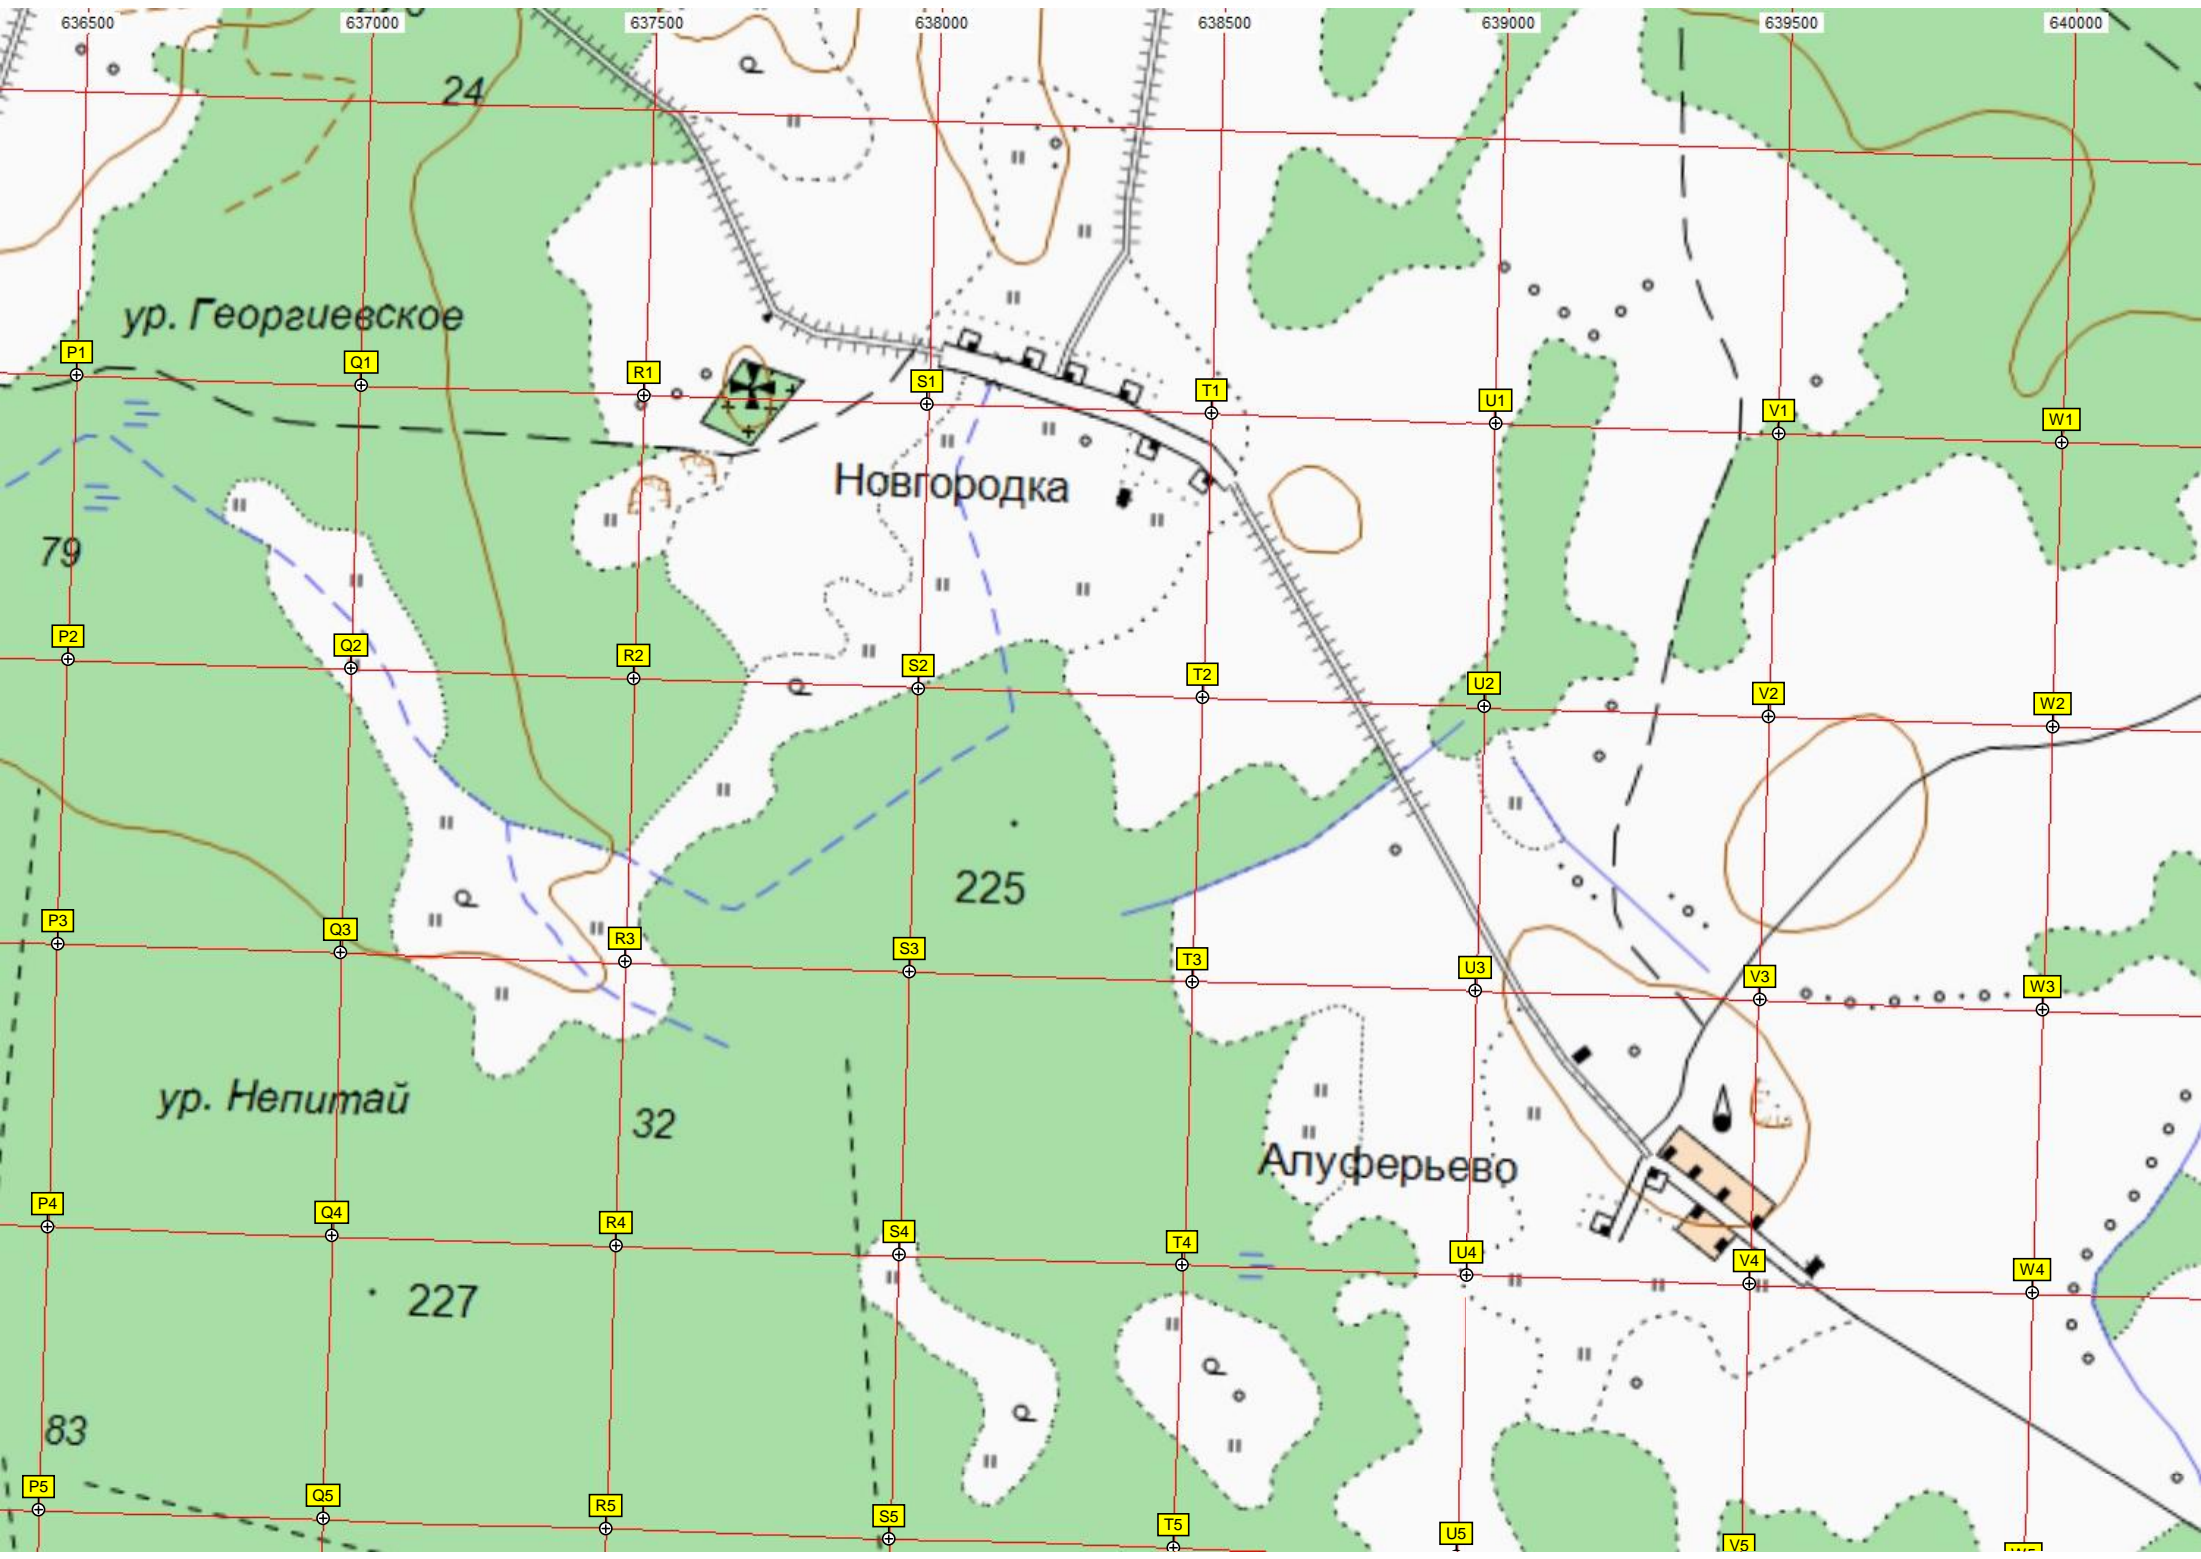 636500 637000 637500 638000 638500 639000 639500 640000
24
ур. Георгиевское
P1 Q1 R1 S1 T1 U1 V1 W1
Новгородка
79
P2 Q2 R2 S2 T2 U2 V2 W2
225
P3 Q3 R3 S3 T3 U3 V3 W3
ур. Непитай
32
Алуферьево
P4 Q4 R4 S4 T4 U4 V4 W4
227
83
P5 Q5 R5 S5 T5 U5 V5